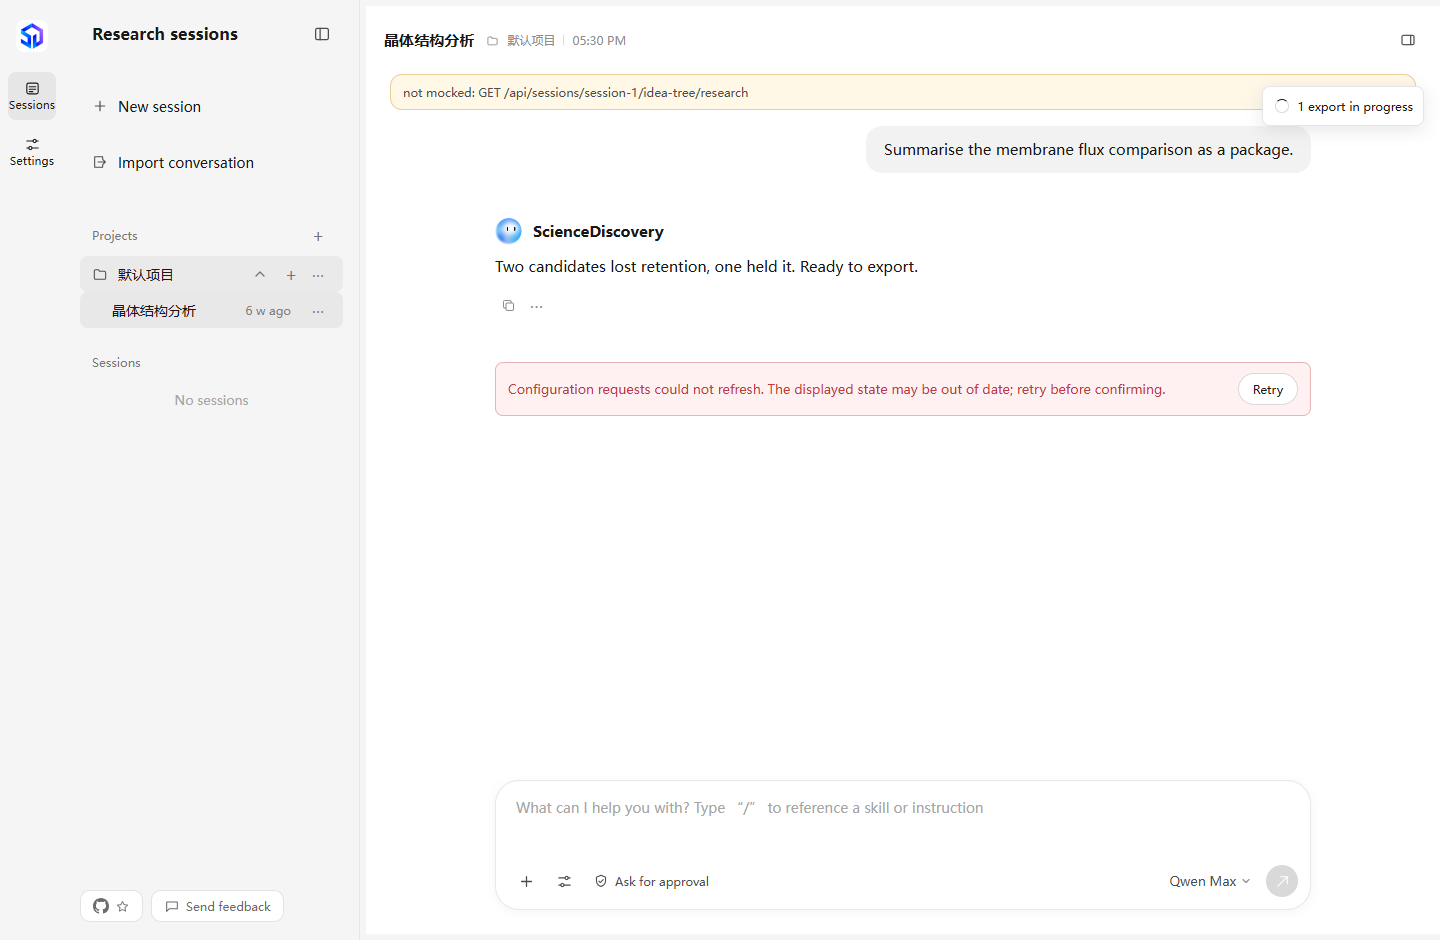 Research sessions
Sessions
Settings
New session
Import conversation
Projects
默认项目
晶体结构分析
6 w ago
Sessions
No sessions
Send feedback
晶体结构分析
默认项目
05:30 PM
not mocked: GET /api/sessions/session-1/idea-tree/research
1 export in progress
Summarise the membrane flux comparison as a package.
ScienceDiscovery
Two candidates lost retention, one held it. Ready to export.
Configuration requests could not refresh. The displayed state may be out of date; retry before confirming.
Retry
What can I help you with? Type “/” to reference a skill or instruction
Ask for approval
Qwen Max